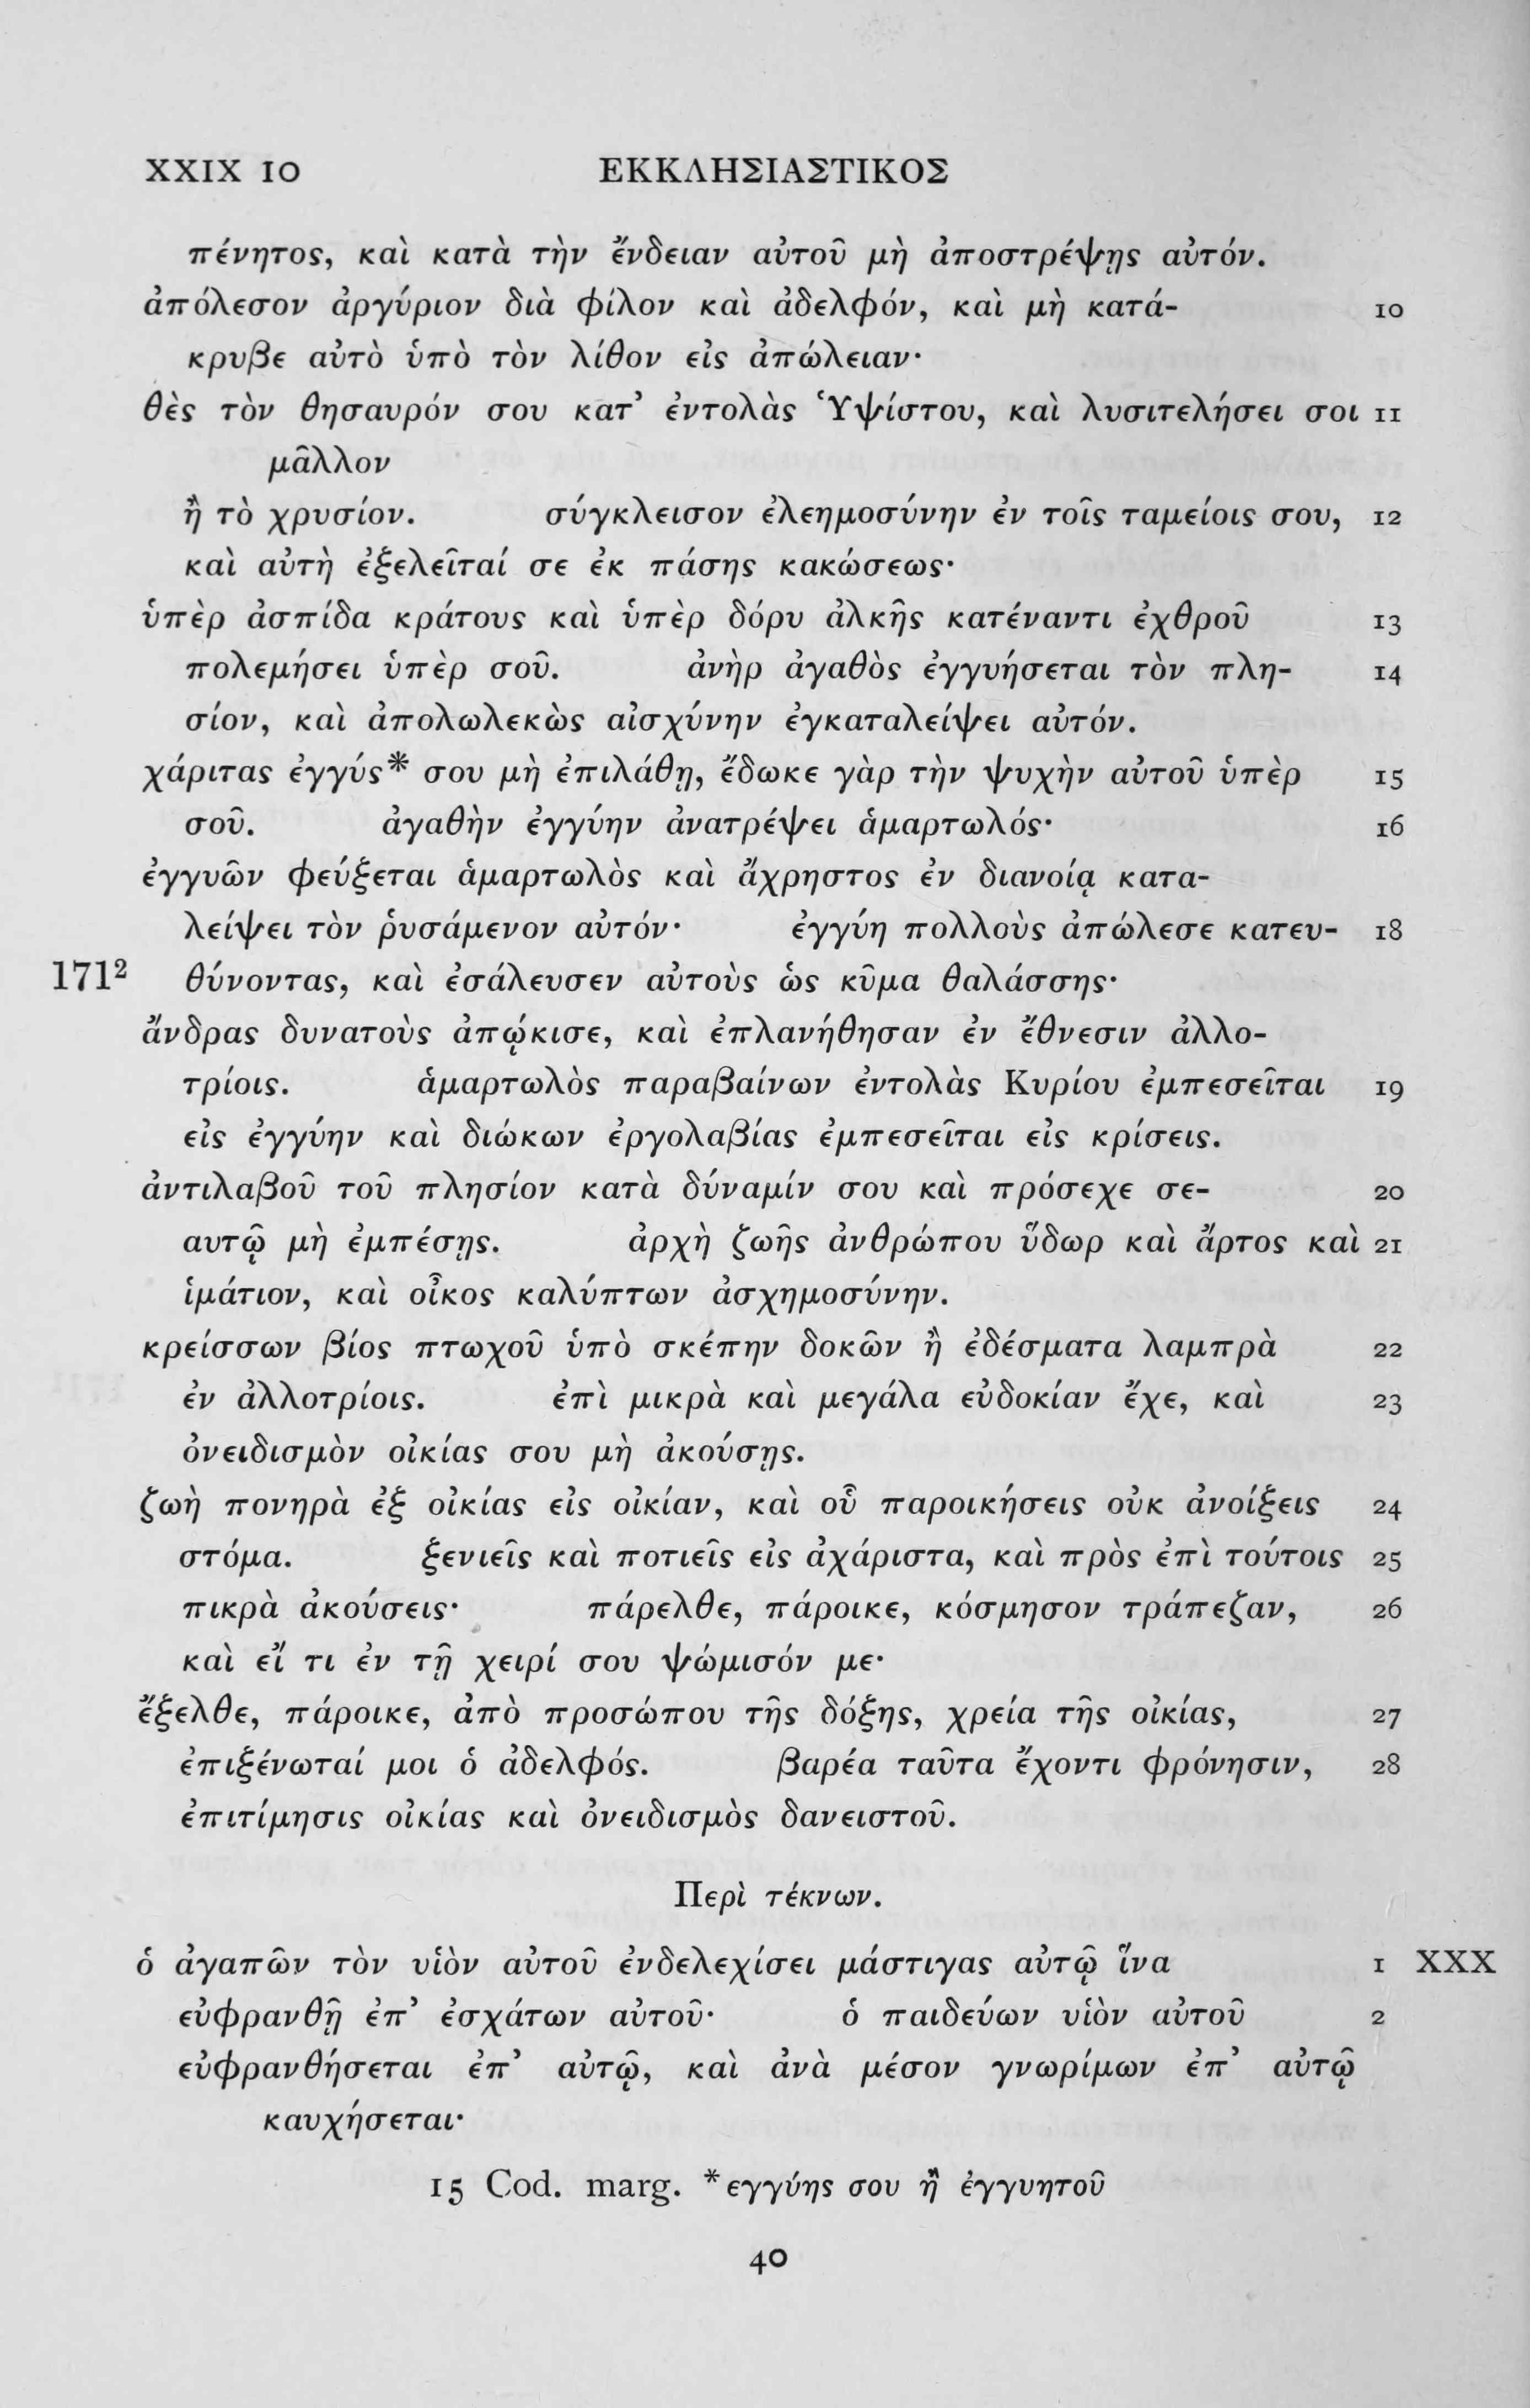 XXIX 10 ΕΚΚΛΗΣΙΑΣΤΙΚΟΣ
πένητος, καὶ κατὰ τὴν ἔνδειαν αὐτοῦ μὴ ἀποστρέψῃς αὐτόν.
ἀπόλεσον ἀργύριον διὰ φίλον καὶ ἀδελφόν, καὶ μὴ κατά- 10
κρυβε αὐτὸ ὑπὸ τὸν λίθον εἰς ἀπώλειαν·
θὲς τὸν θησαυρόν σου κατ’ ἐντολὰς Ὑψίστου, καὶ λυσιτελήσει σοι 11
μᾶλλον
ἢ τὸ χρυσίον. σύγκλεισον ἐλεημοσύνην ἐν τοῖς ταμείοις σου, 12
καὶ αὐτὴ ἐξελεῖταί σε ἐκ πάσης κακώσεως·
ὑπὲρ ἀσπίδα κράτους καὶ ὑπὲρ δόρυ ἀλκῆς κατέναντι ἐχθροῦ 13
πολεμήσει ὑπὲρ σοῦ. ἀνὴρ ἀγαθὸς ἐγγυήσεται τὸν πλη- 14
σίον, καὶ ἀπολωλεκὼς αἰσχύνην ἐγκαταλείψει αὐτόν.
χάριτας ἐγγύς* σου μὴ ἐπιλάθῃ, ἔδωκε γὰρ τὴν ψυχὴν αὐτοῦ ὑπὲρ 15
σοῦ. ἀγαθὴν ἐγγύην ἀνατρέψει ἁμαρτωλός· 16
ἐγγυῶν φεύξεται ἁμαρτωλὸς καὶ ἄχρηστος ἐν διανοίᾳ κατα-
λείψει τὸν ῥυσάμενον αὐτόν· ἐγγύη πολλοὺς ἀπώλεσε κατευ- 18
171² θύνοντας, καὶ ἐσάλευσεν αὐτοὺς ὡς κῦμα θαλάσσης·
ἄνδρας δυνατοὺς ἀπῴκισε, καὶ ἐπλανήθησαν ἐν ἔθνεσιν ἀλλο-
τρίοις. ἁμαρτωλὸς παραβαίνων ἐντολὰς Κυρίου ἐμπεσεῖται 19
εἰς ἐγγύην καὶ διώκων ἐργολαβίας ἐμπεσεῖται εἰς κρίσεις.
ἀντιλαβοῦ τοῦ πλησίον κατὰ δύναμίν σου καὶ πρόσεχε σε- 20
αυτῷ μὴ ἐμπέσῃς. ἀρχὴ ζωῆς ἀνθρώπου ὕδωρ καὶ ἄρτος καὶ 21
ἱμάτιον, καὶ οἶκος καλύπτων ἀσχημοσύνην.
κρείσσων βίος πτωχοῦ ὑπὸ σκέπην δοκῶν ἢ ἐδέσματα λαμπρὰ 22
ἐν ἀλλοτρίοις. ἐπὶ μικρὰ καὶ μεγάλα εὐδοκίαν ἔχε, καὶ 23
ὀνειδισμὸν οἰκίας σου μὴ ἀκούσῃς.
ζωὴ πονηρὰ ἐξ οἰκίας εἰς οἰκίαν, καὶ οὗ παροικήσεις οὐκ ἀνοίξεις 24
στόμα. ξενιεῖς καὶ ποτιεῖς εἰς ἀχάριστα, καὶ πρὸς ἐπὶ τούτοις 25
πικρὰ ἀκούσεις· πάρελθε, πάροικε, κόσμησον τράπεζαν, 26
καὶ εἴ τι ἐν τῇ χειρί σου ψώμισόν με·
ἔξελθε, πάροικε, ἀπὸ προσώπου τῆς δόξης, χρεία τῆς οἰκίας, 27
ἐπιξένωταί μοι ὁ ἀδελφός. βαρέα ταῦτα ἔχοντι φρόνησιν, 28
ἐπιτίμησις οἰκίας καὶ ὀνειδισμὸς δανειστοῦ.
Περὶ τέκνων.
ὁ ἀγαπῶν τὸν υἱὸν αὐτοῦ ἐνδελεχίσει μάστιγας αὐτῷ ἵνα 1 XXX
εὐφρανθῇ ἐπ’ ἐσχάτων αὐτοῦ· ὁ παιδεύων υἱὸν αὐτοῦ 2
εὐφρανθήσεται ἐπ’ αὐτῷ, καὶ ἀνὰ μέσον γνωρίμων ἐπ’ αὐτῷ
καυχήσεται·
15 Cod. marg. *εγγύης σου ἢ ἐγγυητοῦ
40